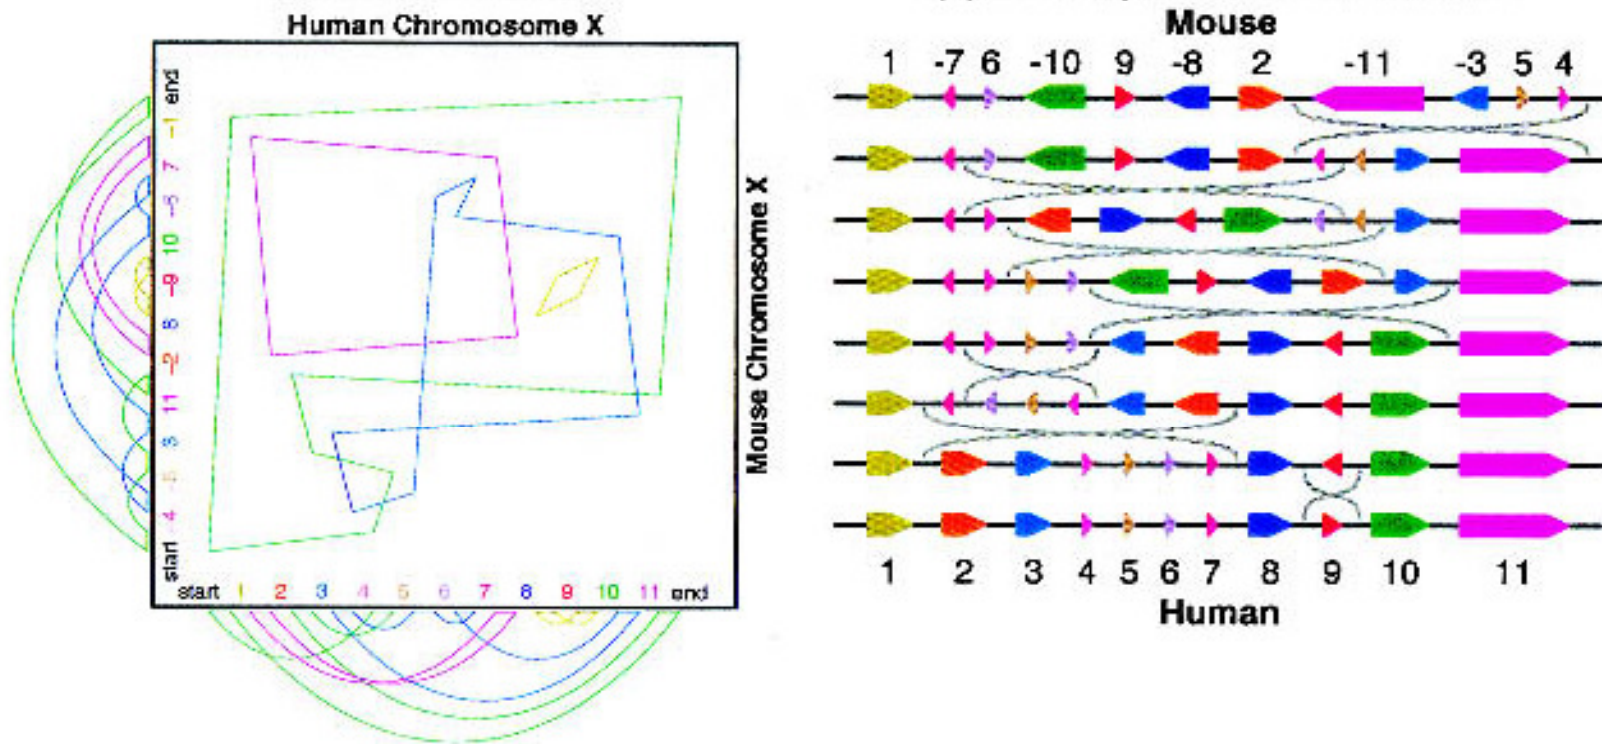 Human Chromosome X
start -4 -5 3 11 -2 8 -9 10 -6 7 -1 end
Mouse Chromosome X
start 1 2 3 4 5 6 7 8 9 10 11 end
Mouse
1 -7 6 -10 9 -8 2 -11 -3 5 4
1 2 3 4 5 6 7 8 9 10 11
Human